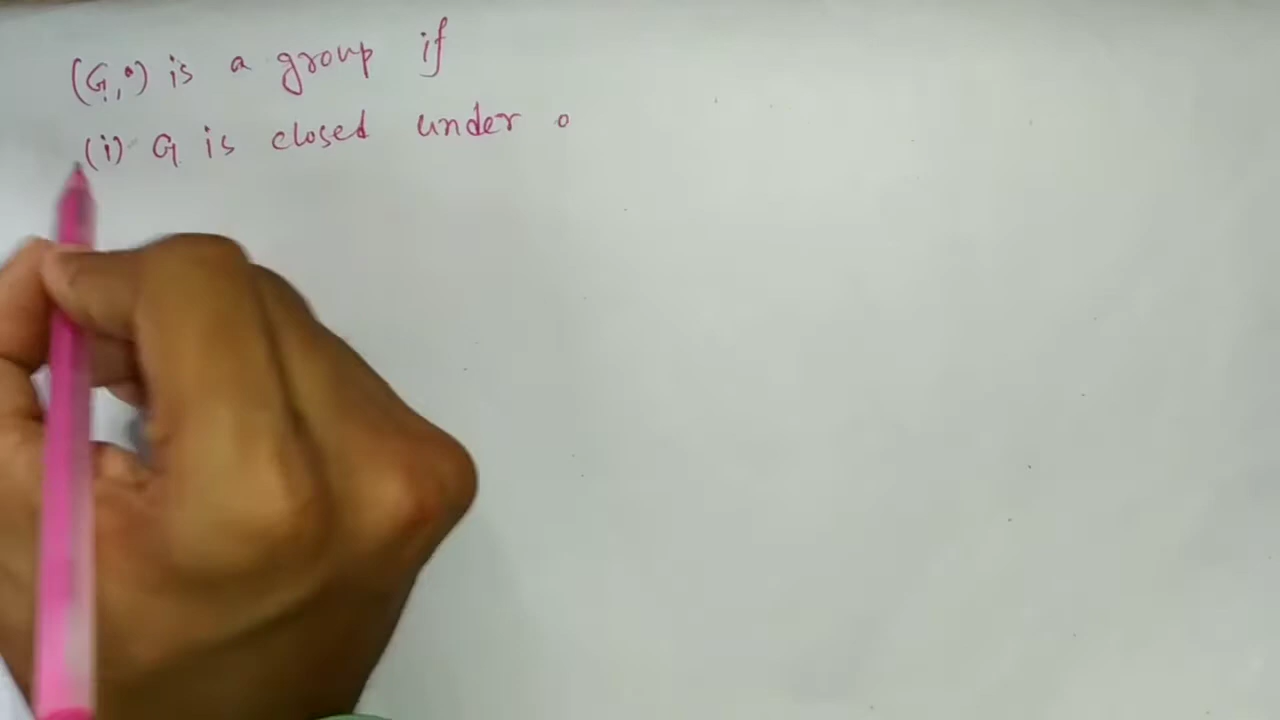 (G,∘) is a group if
(i) G is closed under ∘